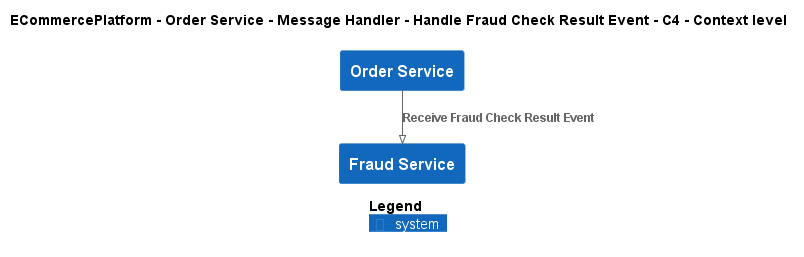 ECommercePlatform - Order Service - Message Handler - Handle Fraud Check Result Event - C4 - Context level
Order Service
Receive Fraud Check Result Event
Fraud Service
Legend
system